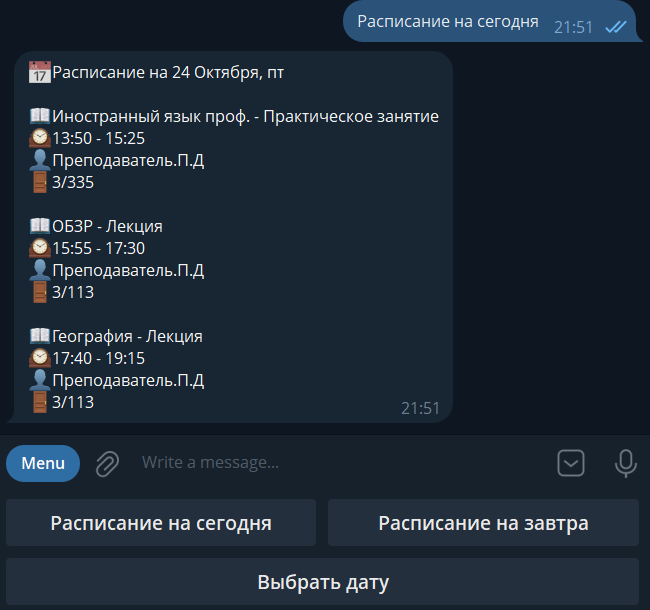 Расписание на сегодня 21:51
17 Расписание на 24 Октября, пт
Иностранный язык проф. - Практическое занятие
13:50 - 15:25
Преподаватель.П.Д
3/335
ОБЗР - Лекция
15:55 - 17:30
Преподаватель.П.Д
3/113
География - Лекция
17:40 - 19:15
Преподаватель.П.Д
3/113
21:51
Menu Write a message...
Расписание на сегодня Расписание на завтра
Выбрать дату